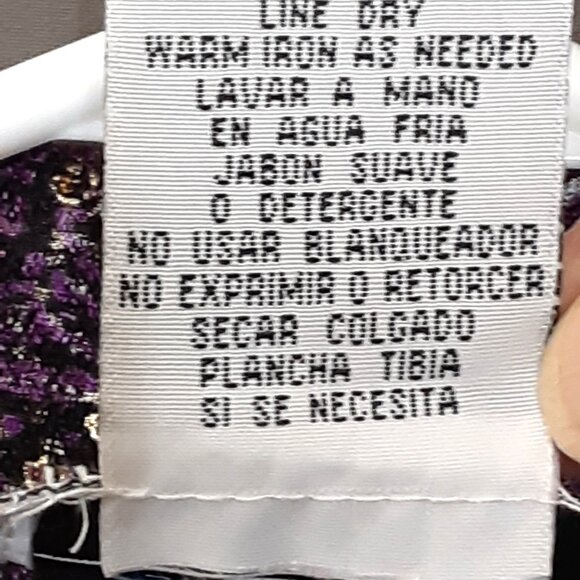 LINE DRY
WARM IRON AS NEEDED
LAVAR A MANO
EN AGUA FRIA
JABON SUAVE
O DETERGENTE
NO USAR BLANQUEADOR
NO EXPRIMIR O RETORCER
SECAR COLGADO
PLANCHA TIBIA
SI SE NECESITA